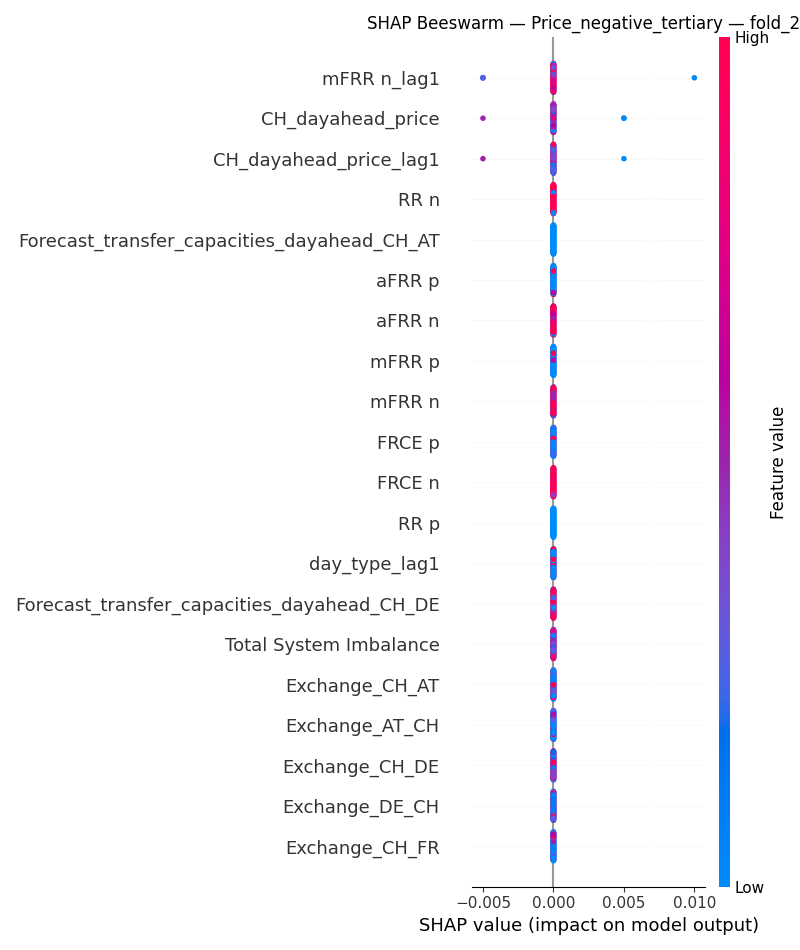 SHAP Beeswarm — Price_negative_tertiary — fold_2
High
mFRR n_lag1
CH_dayahead_price
CH_dayahead_price_lag1
RR n
Forecast_transfer_capacities_dayahead_CH_AT
aFRR p
aFRR n
mFRR p
mFRR n
FRCE p
FRCE n
RR p
day_type_lag1
Forecast_transfer_capacities_dayahead_CH_DE
Total System Imbalance
Exchange_CH_AT
Exchange_AT_CH
Exchange_CH_DE
Exchange_DE_CH
Exchange_CH_FR
Feature value
Low
−0.005 0.000 0.005 0.010
SHAP value (impact on model output)